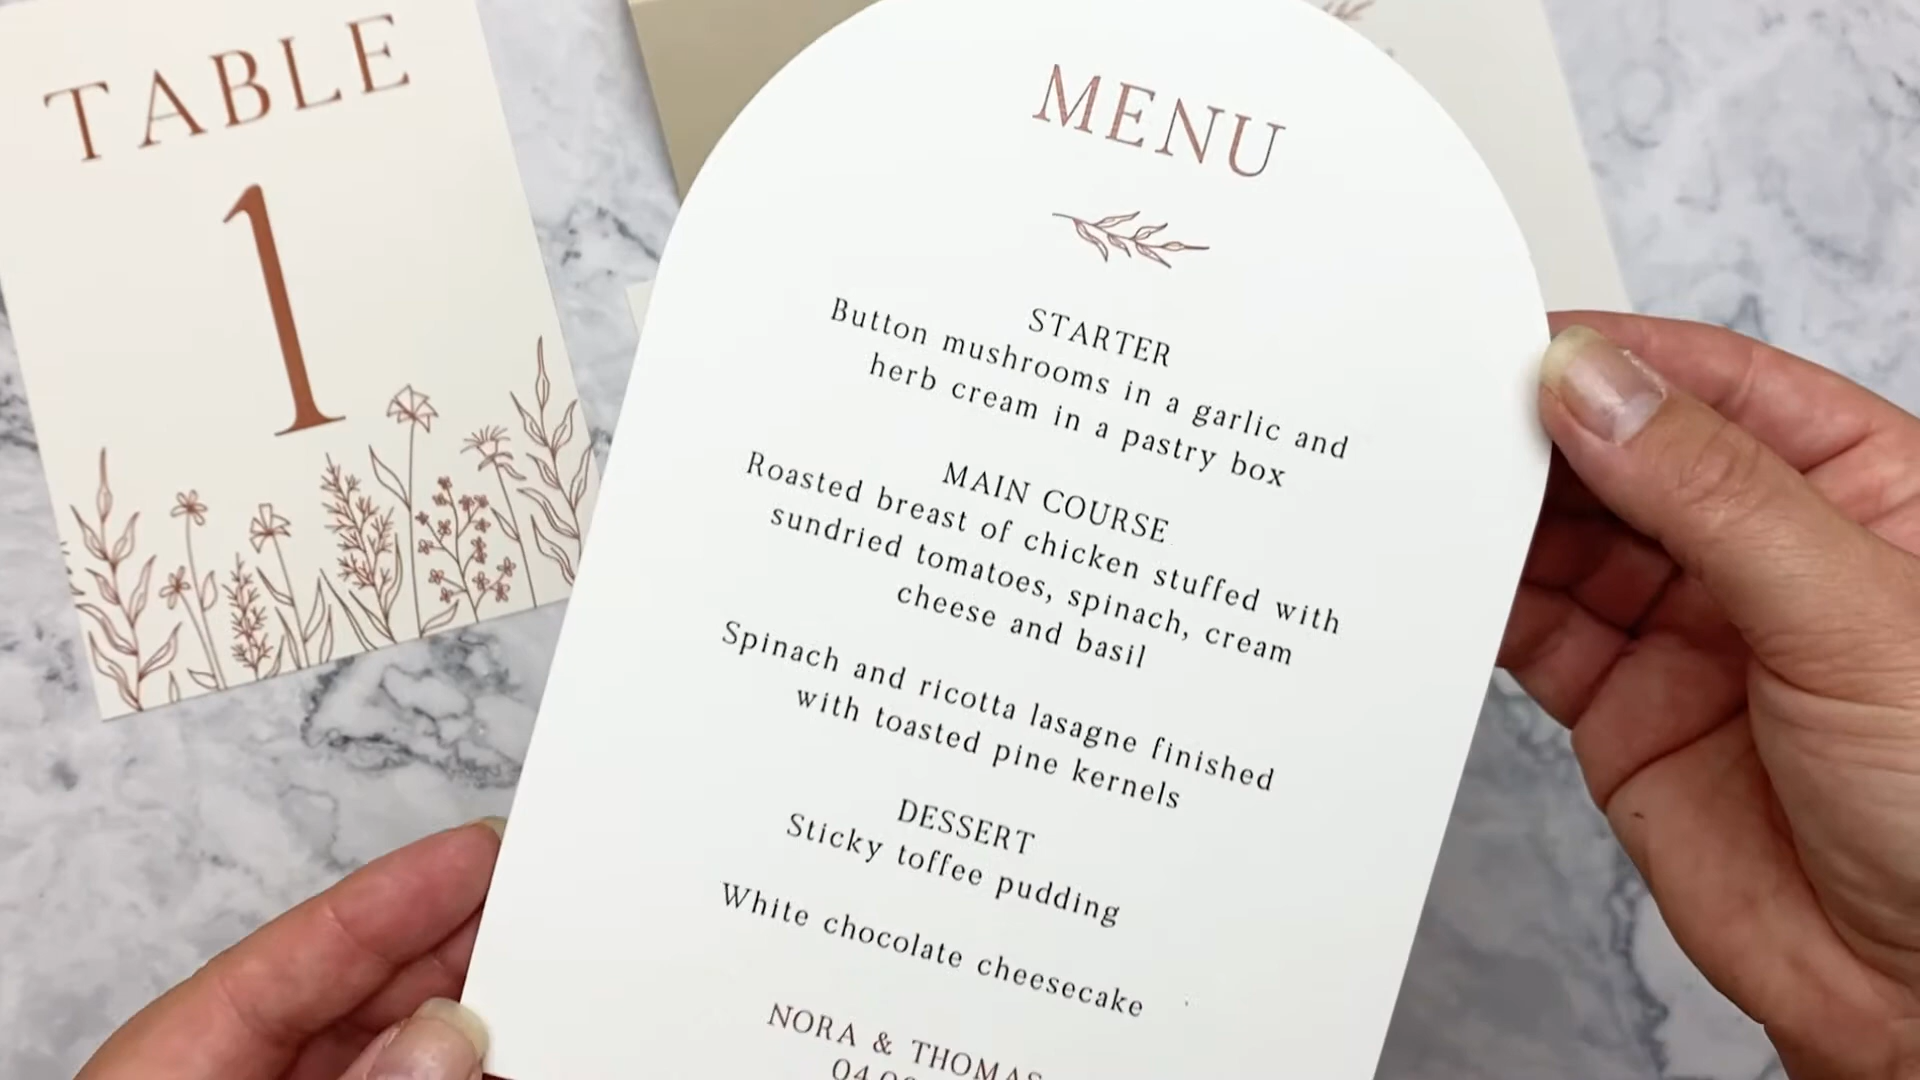 TABLE
1
MENU
STARTER
Button mushrooms in a garlic and
herb cream in a pastry box
MAIN COURSE
Roasted breast of chicken stuffed with
sundried tomatoes, spinach, cream
cheese and basil
Spinach and ricotta lasagne finished
with toasted pine kernels
DESSERT
Sticky toffee pudding
White chocolate cheesecake
NORA & THOMAS